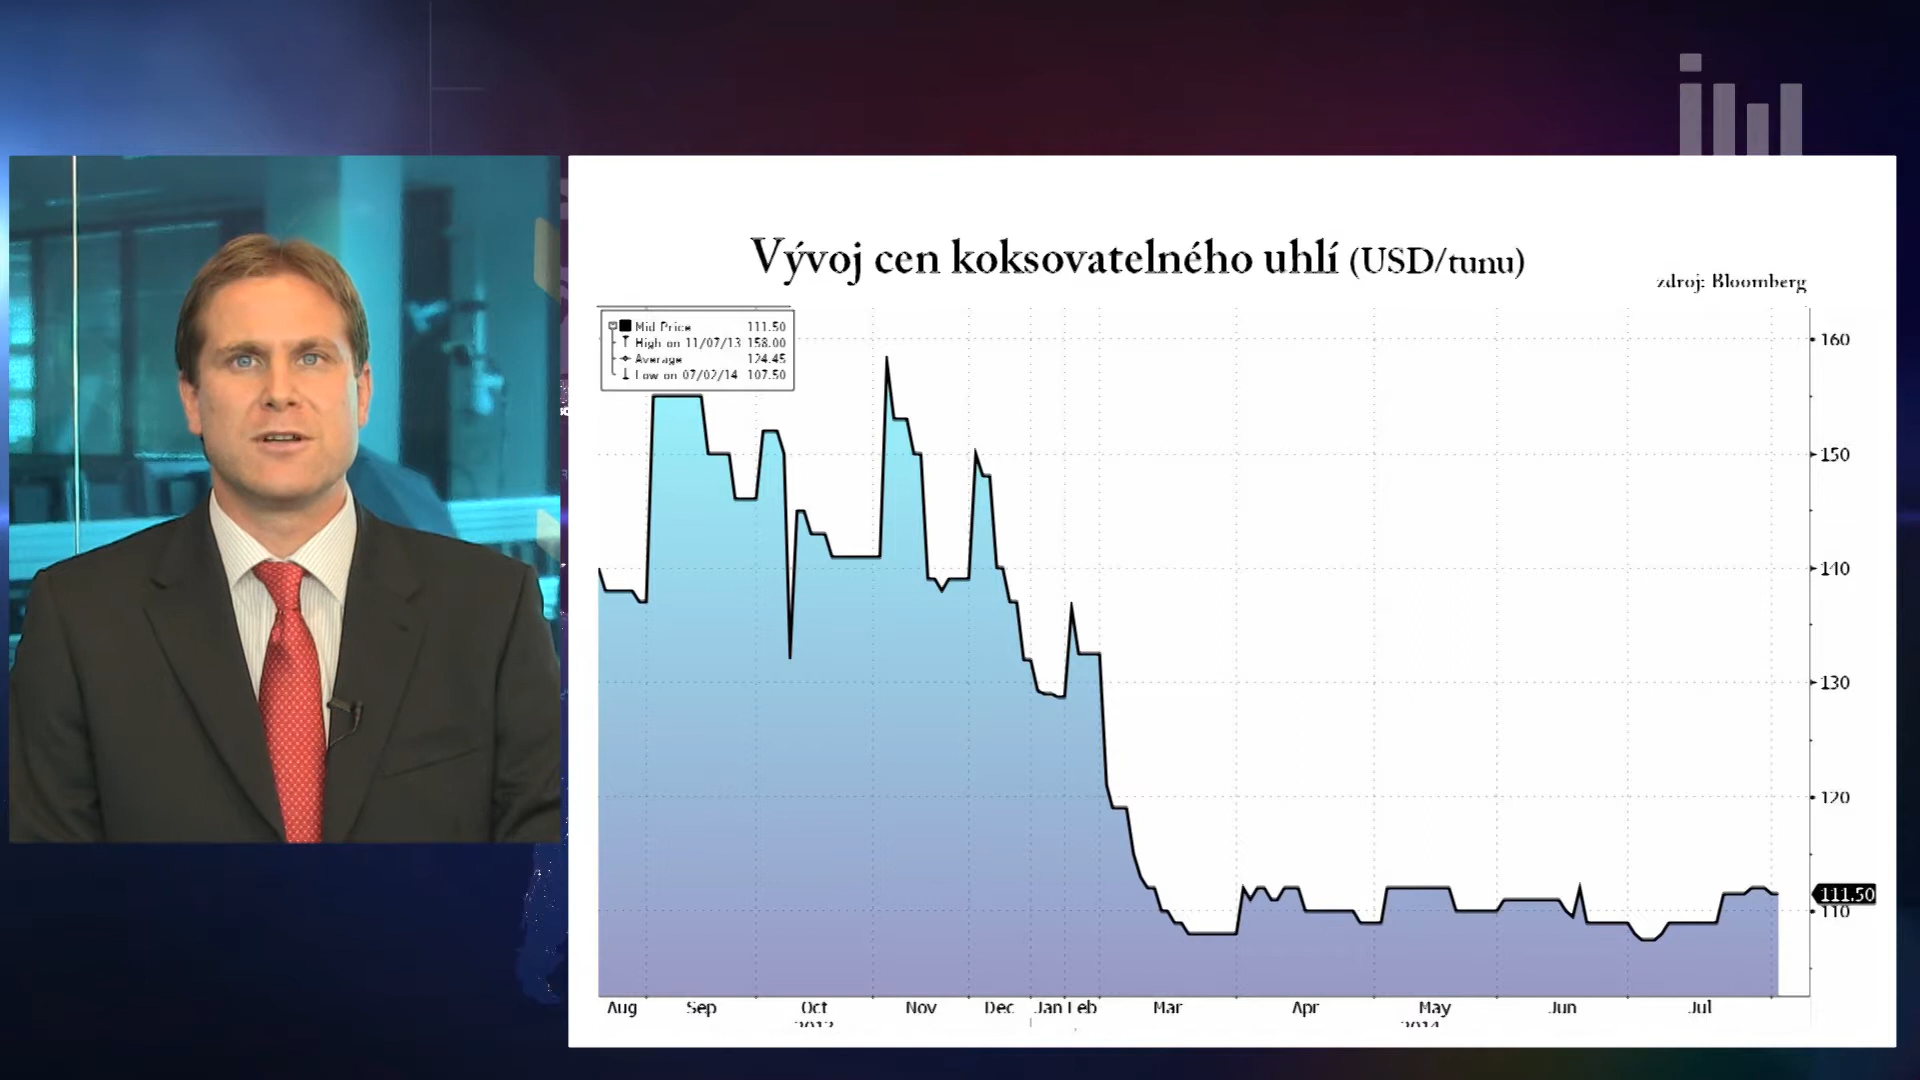 Vývoj cen koksovatelného uhlí (USD/tunu)
zdroj: Bloomberg
Mid Price 111.50
High on 11/07/13 158.00
Average 124.45
Low on 07/02/14 107.50
160
150
140
130
120
111.50
110
Aug Sep Oct Nov Dec Jan Feb Mar Apr May Jun Jul
2013 2014